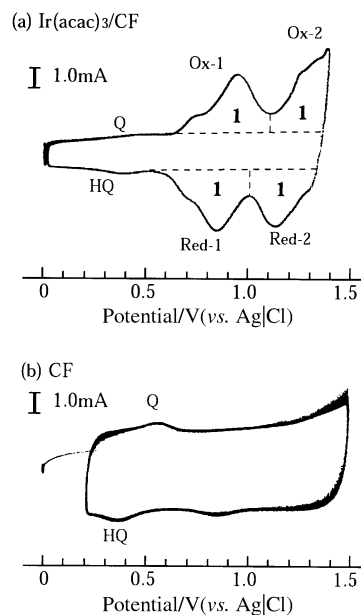 (a) Ir(acac)3/CF
Ox-2
Ox-1
1.0mA
Q
1
1
HQ
1
1
Red-1
Red-2
0 0.5 1.0 1.5
Potential/V(vs. Ag|Cl)
(b) CF
1.0mA
Q
HQ
0 0.5 1.0 1.5
Potential/V(vs. Ag|Cl)